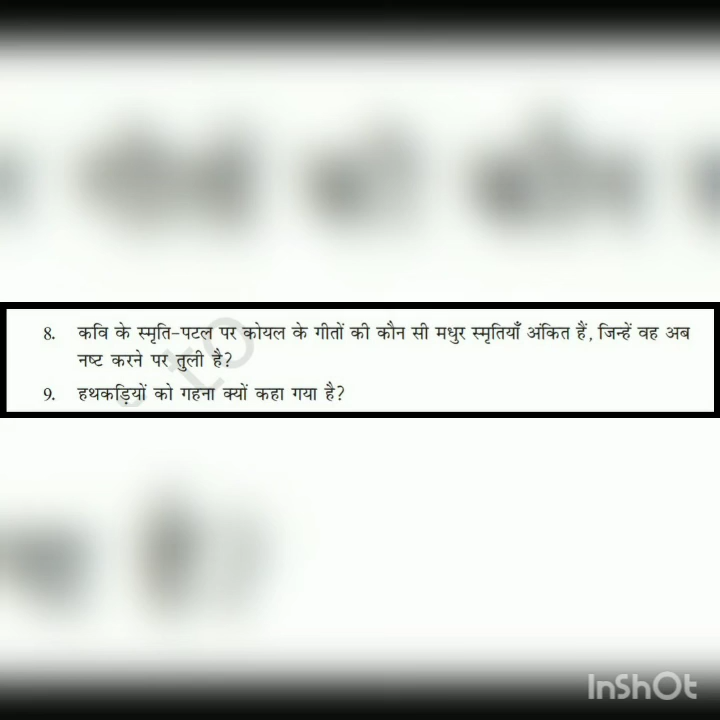 8. कवि के स्मृति-पटल पर कोयल के गीतों की कौन सी मधुर स्मृतियाँ अंकित हैं, जिन्हें वह अब
नष्ट करने पर तुली है?
9. हथकड़ियों को गहना क्यों कहा गया है?
InShOt